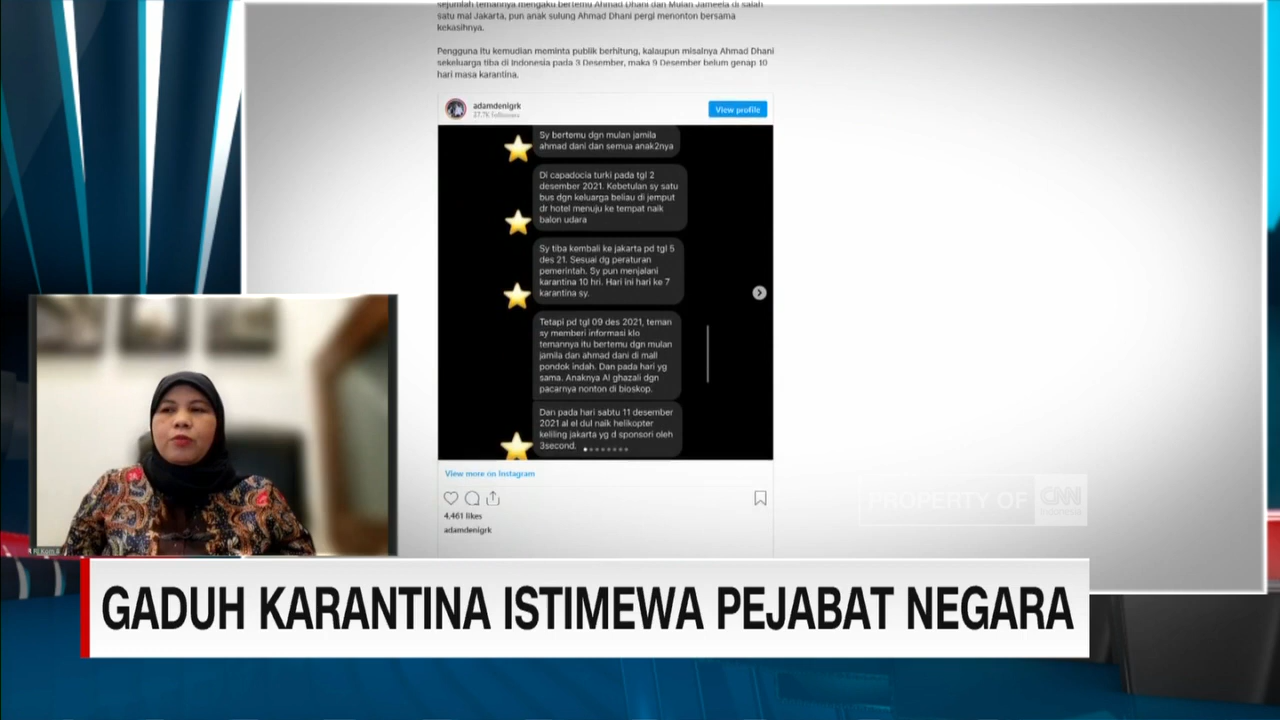 sejumlah temannya mengaku bertemu Ahmad Dhani dan Mulan Jameela di salah
satu mal Jakarta, pun anak sulung Ahmad Dhani pergi menonton bersama
kekasihnya.
Pengguna itu kemudian meminta publik berhitung, kalaupun misalnya Ahmad Dhani
sekeluarga tiba di Indonesia pada 3 Desember, maka 9 Desember belum genap 10
hari masa karantina.
adamdenigrk
27.7K followers
View profile
Sy bertemu dgn mulan jamila
ahmad dani dan semua anak2nya
Di capadocia turki pada tgl 2
desember 2021. Kebetulan sy satu
bus dgn keluarga beliau di jemput
dr hotel menuju ke tempat naik
balon udara
Sy tiba kembali ke jakarta pd tgl 5
des 21. Sesuai dg peraturan
pemerintah. Sy pun menjalani
karantina 10 hri. Hari ini hari ke 7
karantina sy.
Tetapi pd tgl 09 des 2021, teman
sy memberi informasi klo
temannya itu bertemu dgn mulan
jamila dan ahmad dani di mall
pondok indah. Dan pada hari yg
sama. Anaknya Al ghazali dgn
pacarnya nonton di bioskop.
Dan pada hari sabtu 11 desember
2021 al el dul naik helikopter
keliling jakarta yg d sponsori oleh
3second.
View more on Instagram
4,461 likes
adamdenigrk
PROPERTY OF CNN
Indonesia
GADUH KARANTINA ISTIMEWA PEJABAT NEGARA